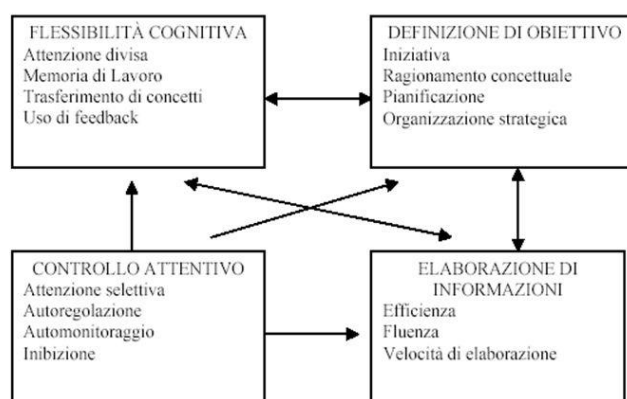 FLESSIBILITÀ COGNITIVA
Attenzione divisa
Memoria di Lavoro
Trasferimento di concetti
Uso di feedback
DEFINIZIONE DI OBIETTIVO
Iniziativa
Ragionamento concettuale
Pianificazione
Organizzazione strategica
CONTROLLO ATTENTIVO
Attenzione selettiva
Autoregolazione
Automonitoraggio
Inibizione
ELABORAZIONE DI
INFORMAZIONI
Efficienza
Fluenza
Velocità di elaborazione